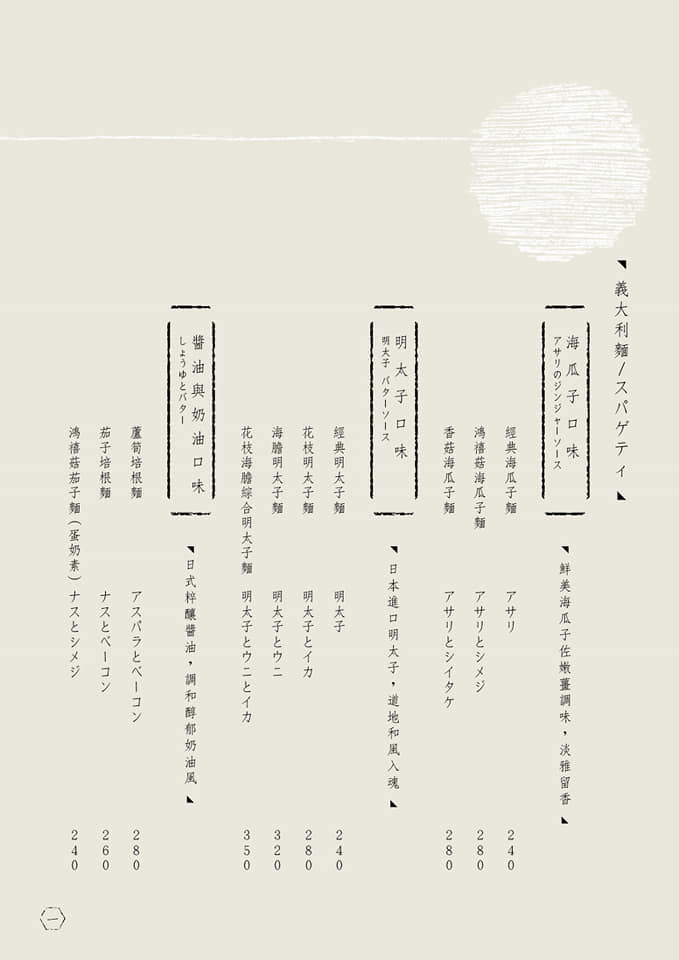 義大利麵/スパゲティ
海瓜子口味
アサリのジンジャーソース
鮮美海瓜子佐嫩薑調味，淡雅留香
經典海瓜子麵 アサリ 240
鴻禧菇海瓜子麵 アサリとシメジ 280
香菇海瓜子麵 アサリとシイタケ 280
明太子口味
明太子 バターソース
日本進口明太子，道地和風入魂
經典明太子麵 明太子 240
花枝明太子麵 明太子とイカ 280
海膽明太子麵 明太子とウニ 320
花枝海膽綜合明太子麵 明太子とウニとイカ 350
醬油與奶油口味
しょうゆとバター
日式粹釀醬油，調和醇郁奶油風
蘆筍培根麵 アスパラとベーコン 280
茄子培根麵 ナスとベーコン 260
鴻禧菇茄子麵(蛋奶素) ナスとシメジ 240
一